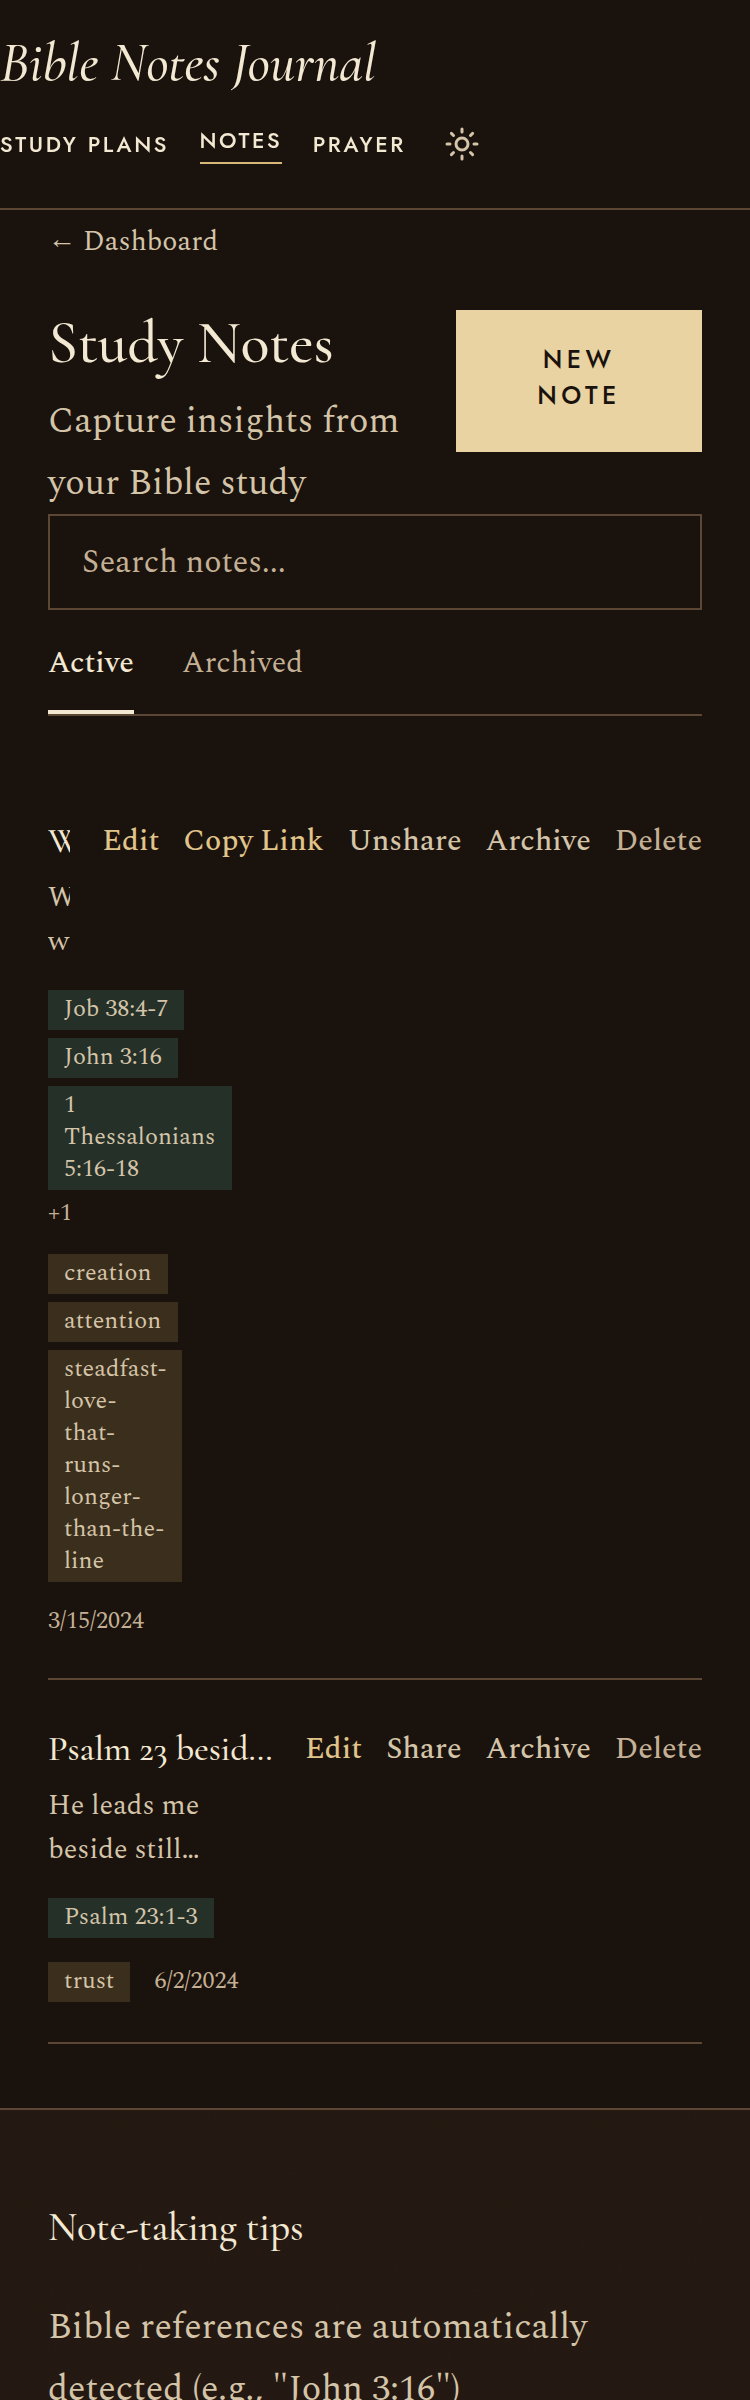 Bible Notes Journal
STUDY PLANS NOTES PRAYER
← Dashboard
Study Notes
NEW
NOTE
Capture insights from
your Bible study
Search notes...
Active Archived
Edit Copy Link Unshare Archive Delete
W
w
Job 38:4-7
John 3:16
1
Thessalonians
5:16-18
+1
creation
attention
steadfast-
love-
that-
runs-
longer-
than-the-
line
3/15/2024
Psalm 23 besid... Edit Share Archive Delete
He leads me
beside still...
Psalm 23:1-3
trust 6/2/2024
Note-taking tips
Bible references are automatically
detected (e.g., "John 3:16")